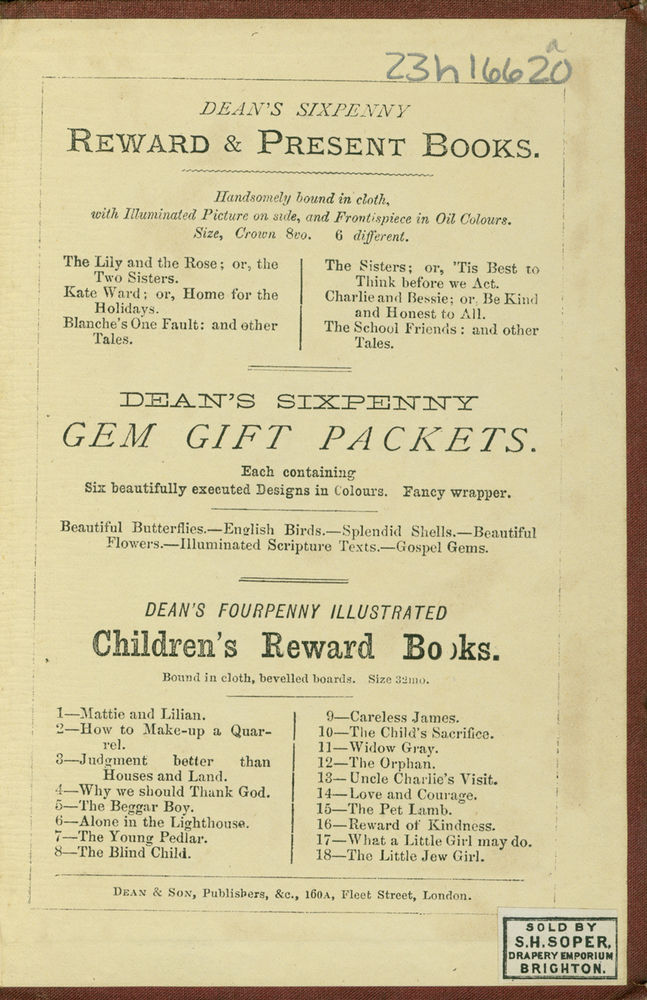 23h16620
a
DEAN'S SIXPENNY
REWARD & PRESENT BOOKS.
Handsomely bound in cloth,
with Illuminated Picture on side, and Frontispiece in Oil Colours.
Size, Crown 8vo. 6 different.
The Lily and the Rose; or, the
Two Sisters.
Kate Ward; or, Home for the
Holidays.
Blanche's One Fault: and other
Tales.
The Sisters; or, 'Tis Best to
Think before we Act.
Charlie and Bessie; or, Be Kind
and Honest to All.
The School Friends: and other
Tales.
DEAN'S SIXPENNY
GEM GIFT PACKETS.
Each containing
Six beautifully executed Designs in Colours. Fancy wrapper.
Beautiful Butterflies.—English Birds.—Splendid Shells.—Beautiful
Flowers.—Illuminated Scripture Texts.—Gospel Gems.
DEAN'S FOURPENNY ILLUSTRATED
Children's Reward Books.
Bound in cloth, bevelled boards. Size 32mo.
1—Mattie and Lilian.
2—How to Make-up a Quar-
rel.
3—Judgment better than
Houses and Land.
4—Why we should Thank God.
5—The Beggar Boy.
6—Alone in the Lighthouse.
7—The Young Pedlar.
8—The Blind Child.
9—Careless James.
10—The Child's Sacrifice.
11—Widow Gray.
12—The Orphan.
13—Uncle Charlie's Visit.
14—Love and Courage.
15—The Pet Lamb.
16—Reward of Kindness.
17—What a Little Girl may do.
18—The Little Jew Girl.
DEAN & SON, Publishers, &c., 160A, Fleet Street, London.
SOLD BY
S.H.SOPER,
DRAPERY EMPORIUM
BRIGHTON.